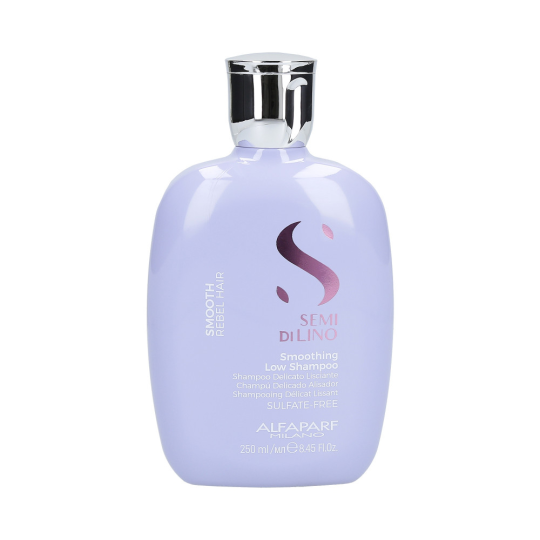 SMOOTH
REBEL HAIR
SEMI
DI LINO
Smoothing
Low Shampoo
Shampoo Delicato Lisciante
Champú Delicado Alisador
Shampooing Délicat Lissant
SULFATE-FREE
ALFAPARF
MILANO
250 ml /мл℮8.45 Fl.Oz.